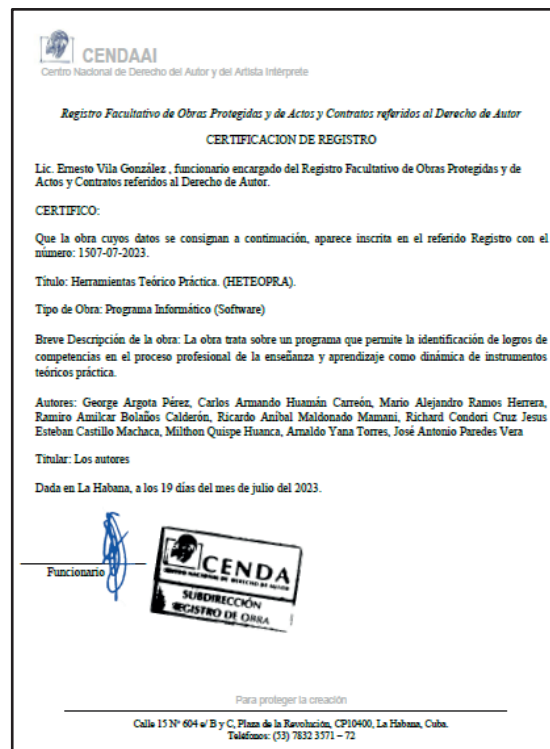 CENDAAI
Centro Nacional de Derecho del Autor y del Artista Intérprete
Registro Facultativo de Obras Protegidas y de Actos y Contratos referidos al Derecho de Autor
CERTIFICACION DE REGISTRO
Lic. Ernesto Vila González , funcionario encargado del Registro Facultativo de Obras Protegidas y de
Actos y Contratos referidos al Derecho de Autor.
CERTIFICO:
Que la obra cuyos datos se consignan a continuación, aparece inscrita en el referido Registro con el
número: 1507-07-2023.
Título: Herramientas Teórico Práctica. (HETEOPRA).
Tipo de Obra: Programa Informático (Software)
Breve Descripción de la obra: La obra trata sobre un programa que permite la identificación de logros de
competencias en el proceso profesional de la enseñanza y aprendizaje como dinámica de instrumentos
teóricos práctica.
Autores: George Argota Pérez, Carlos Armando Huamán Carreón, Mario Alejandro Ramos Herrera,
Ramiro Amilcar Bolaños Calderón, Ricardo Aníbal Maldonado Mamani, Richard Condori Cruz Jesus
Esteban Castillo Machaca, Milthon Quispe Huanca, Arnaldo Yana Torres, José Antonio Paredes Vera
Titular: Los autores
Dada en La Habana, a los 19 días del mes de julio del 2023.
Funcionario
CENDA
CENTRO NACIONAL DE DERECHO DE AUTOR
SUBDIRECCIÓN
REGISTRO DE OBRA
Para proteger la creación
Calle 15 Nº 604 e/ B y C, Plaza de la Revolución, CP10400, La Habana, Cuba.
Teléfonos: (53) 7832 3571 – 72